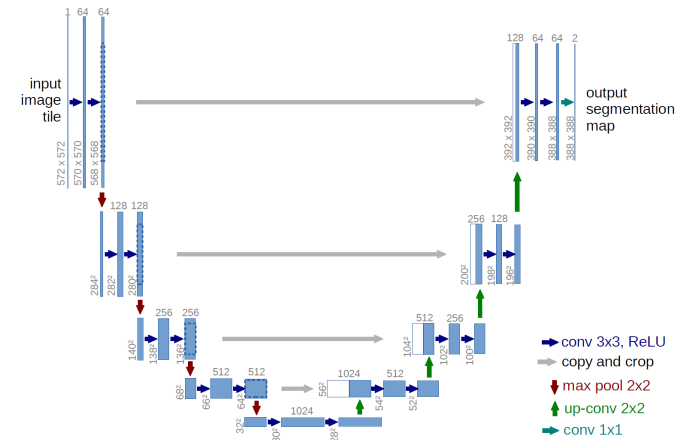 1 64 64
128 64 64 2
input
image
tile
output
segmentation
map
572 x 572
570 x 570
568 x 568
392 x 392
390 x 390
388 x 388
388 x 388
128 128
256 128
284²
282²
280²
200²
198²
196²
256 256
512 256
140²
138²
136²
104²
102²
100²
conv 3x3, ReLU
copy and crop
max pool 2x2
up-conv 2x2
conv 1x1
512 512
1024 512
68²
66²
64²
56²
54²
52²
1024
32²
30²
28²